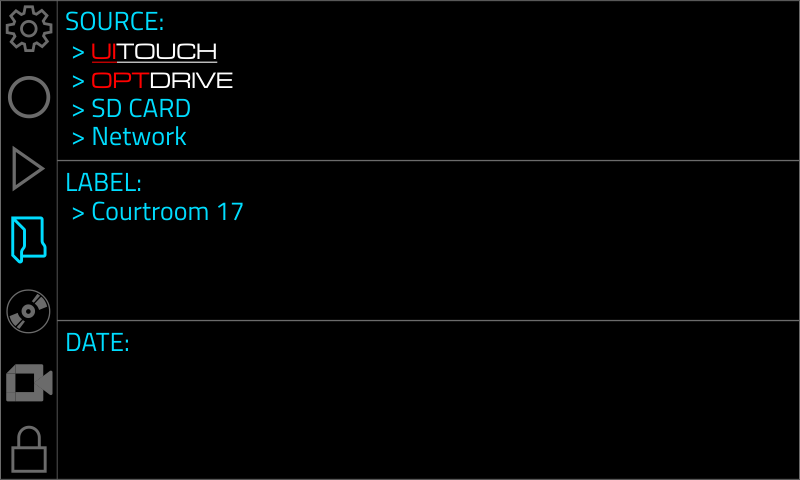 SOURCE:
> UITOUCH
> OPTDRIVE
> SD CARD
> Network
LABEL:
> Courtroom 17
DATE: